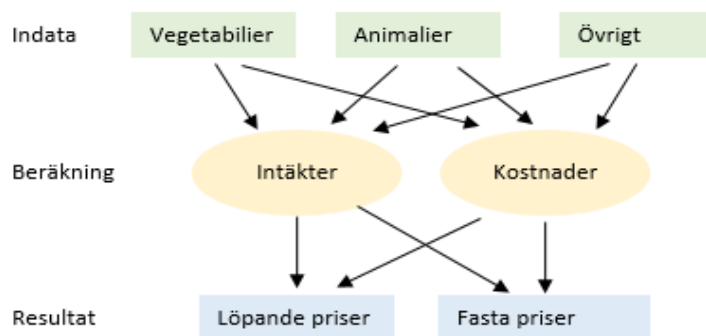 Indata Vegetabilier Animalier Övrigt
Beräkning Intäkter Kostnader
Resultat Löpande priser Fasta priser